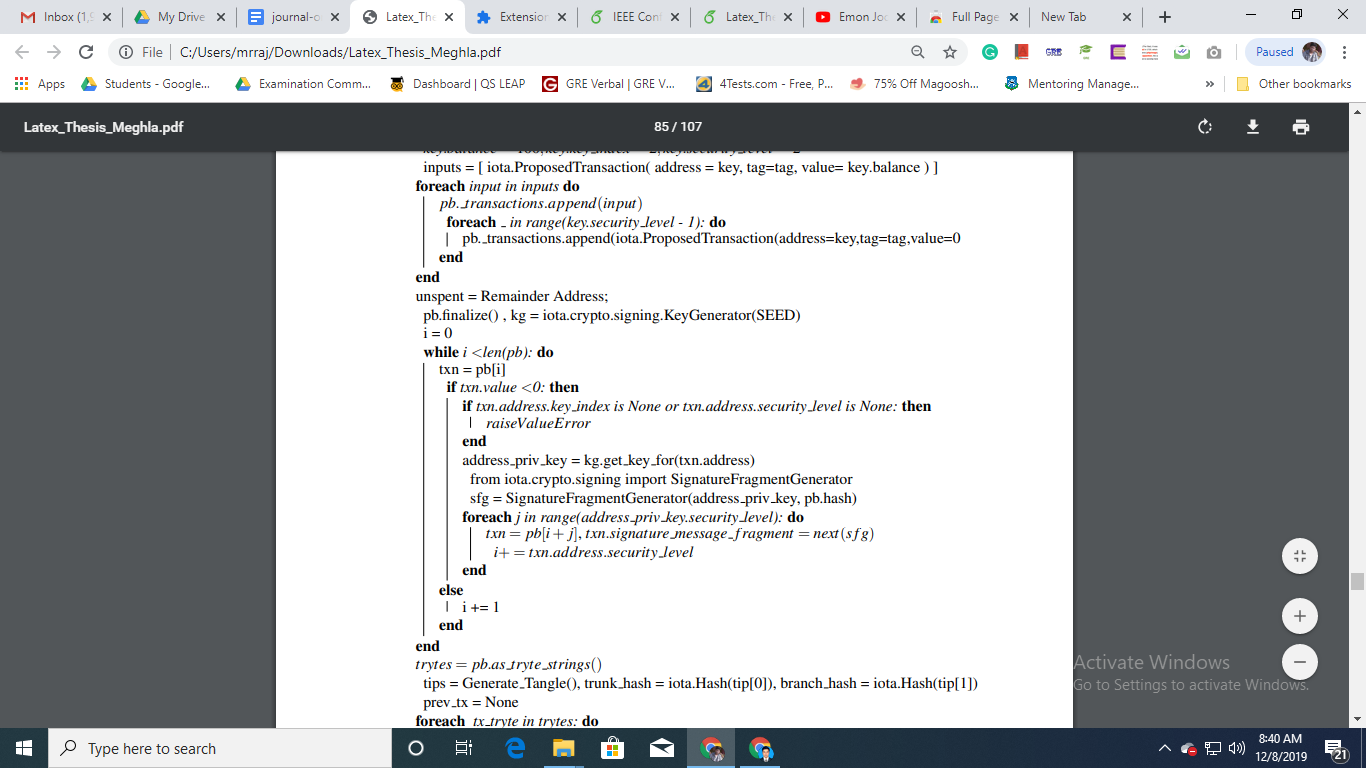 Inbox (1,9
My Drive
journal-o
Latex_The
Extension
IEEE Conf
Latex_The
Emon Joc
Full Page
New Tab
File
C:/Users/mrraj/Downloads/Latex_Thesis_Meghla.pdf
GRE
Paused
Apps
Students - Google...
Examination Comm...
Dashboard | QS LEAP
GRE Verbal | GRE V...
4Tests.com - Free, P...
75% Off Magoosh...
Mentoring Manage...
»
Other bookmarks
Latex_Thesis_Meghla.pdf
85 / 107
inputs = [ iota.ProposedTransaction( address = key, tag=tag, value= key.balance ) ]
foreach input in inputs do
pb._transactions.append(input)
foreach _ in range(key.security_level - 1): do
pb._transactions.append(iota.ProposedTransaction(address=key,tag=tag,value=0
end
end
unspent = Remainder Address;
pb.finalize() , kg = iota.crypto.signing.KeyGenerator(SEED)
i = 0
while i <len(pb): do
txn = pb[i]
if txn.value <0: then
if txn.address.key_index is None or txn.address.security_level is None: then
raiseValueError
end
address_priv_key = kg.get_key_for(txn.address)
from iota.crypto.signing import SignatureFragmentGenerator
sfg = SignatureFragmentGenerator(address_priv_key, pb.hash)
foreach j in range(address_priv_key.security_level): do
txn = pb[i + j], txn.signature_message_fragment = next(sfg)
i+ = txn.address.security_level
end
else
i += 1
end
end
trytes = pb.as_tryte_strings()
tips = Generate_Tangle(), trunk_hash = iota.Hash(tip[0]), branch_hash = iota.Hash(tip[1])
prev_tx = None
foreach tx_tryte in trytes: do
Activate Windows
Go to Settings to activate Windows.
Type here to search
8:40 AM
12/8/2019
21